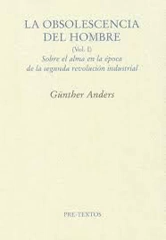 LA OBSOLESCENCIA
DEL HOMBRE
(Vol. I)
Sobre el alma en la época
de la segunda revolución industrial
Günther Anders
PRE-TEXTOS